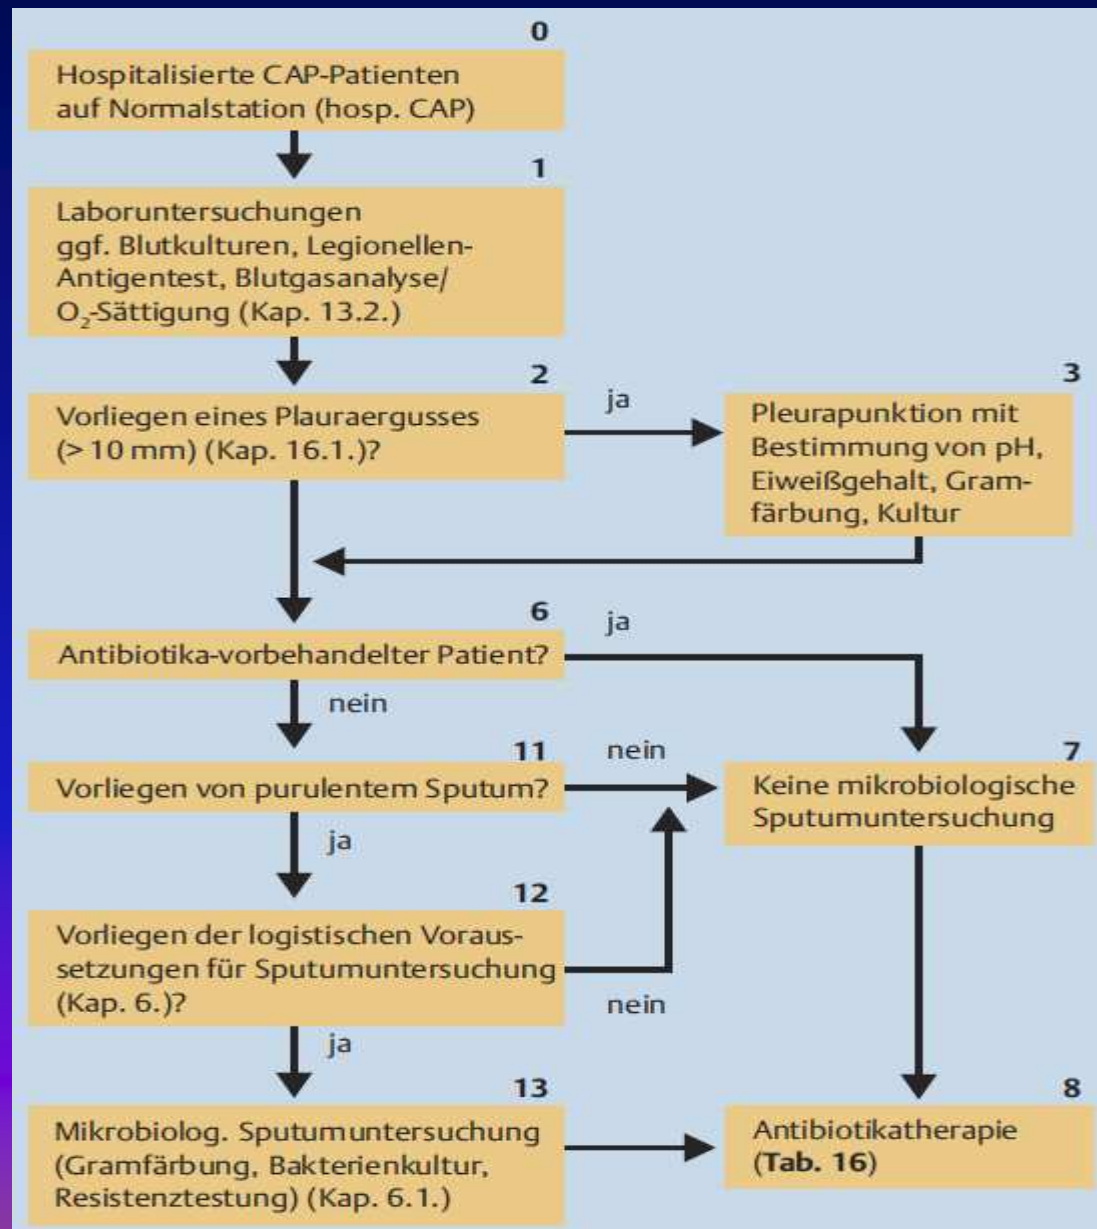 0
Hospitalisierte CAP-Patienten
auf Normalstation (hosp. CAP)
1
Laboruntersuchungen
ggf. Blutkulturen, Legionellen-
Antigentest, Blutgasanalyse/
O₂-Sättigung (Kap. 13.2.)
2
Vorliegen eines Plauraergusses
(> 10 mm) (Kap. 16.1.)?
ja
3
Pleurapunktion mit
Bestimmung von pH,
Eiweißgehalt, Gram-
färbung, Kultur
6
Antibiotika-vorbehandelter Patient?
ja
nein
11
Vorliegen von purulentem Sputum?
nein
7
Keine mikrobiologische
Sputumuntersuchung
ja
12
Vorliegen der logistischen Voraus-
setzungen für Sputumuntersuchung
(Kap. 6.)?
nein
ja
13
Mikrobiolog. Sputumuntersuchung
(Gramfärbung, Bakterienkultur,
Resistenztestung) (Kap. 6.1.)
8
Antibiotikatherapie
(Tab. 16)